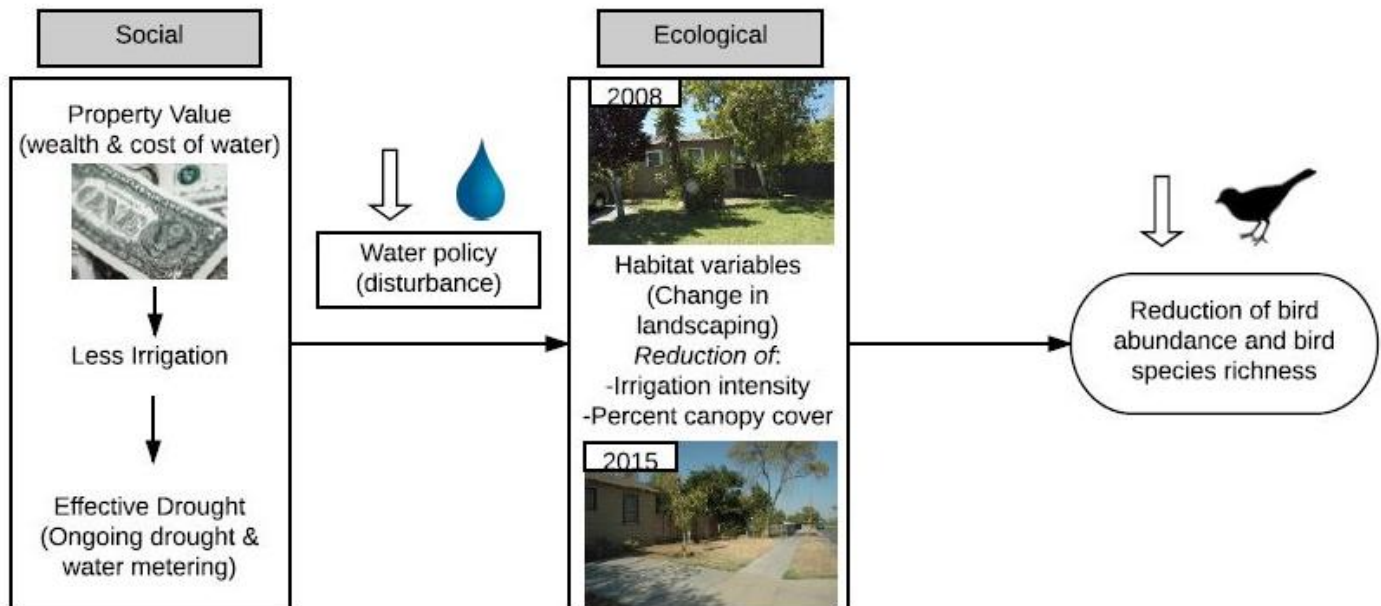 Social
Property Value
(wealth & cost of water)
Less Irrigation
Effective Drought
(Ongoing drought &
water metering)
Water policy
(disturbance)
Ecological
2008
Habitat variables
(Change in
landscaping)
Reduction of:
-Irrigation intensity
-Percent canopy cover
2015
Reduction of bird
abundance and bird
species richness